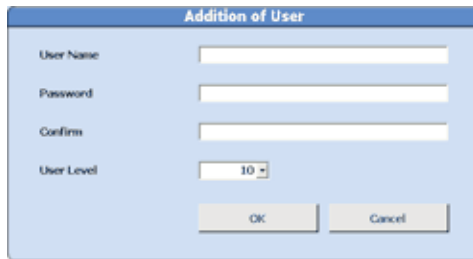 Addition of User
User Name
Password
Confirm
User Level 10
OK Cancel